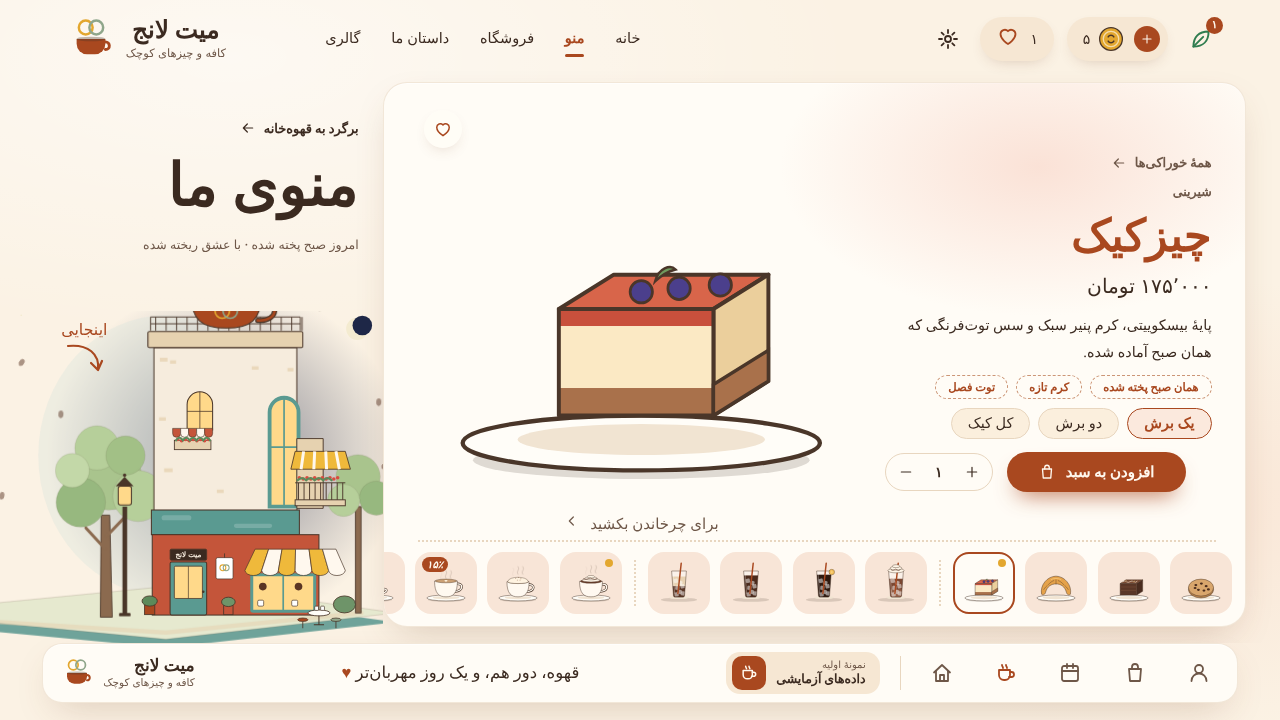 میت لانج
کافه و چیزهای کوچک
خانه
منو
فروشگاه
داستان ما
گالری
۱
۵
۱
برگرد به قهوه‌خانه
منوی ما
امروز صبح پخته شده · با عشق ریخته شده
اینجایی
میت لانج
همهٔ خوراکی‌ها
شیرینی
چیزکیک
۱۷۵٬۰۰۰ تومان
پایهٔ بیسکوییتی، کرم پنیر سبک و سس توت‌فرنگی که
همان صبح آماده شده.
همان صبح پخته شده
کرم تازه
توت فصل
یک برش
دو برش
کل کیک
افزودن به سبد
۱
برای چرخاندن بکشید
۱۵٪
نمونهٔ اولیه
داده‌های آزمایشی
قهوه، دور هم، و یک روز مهربان‌تر ♥
میت لانج
کافه و چیزهای کوچک